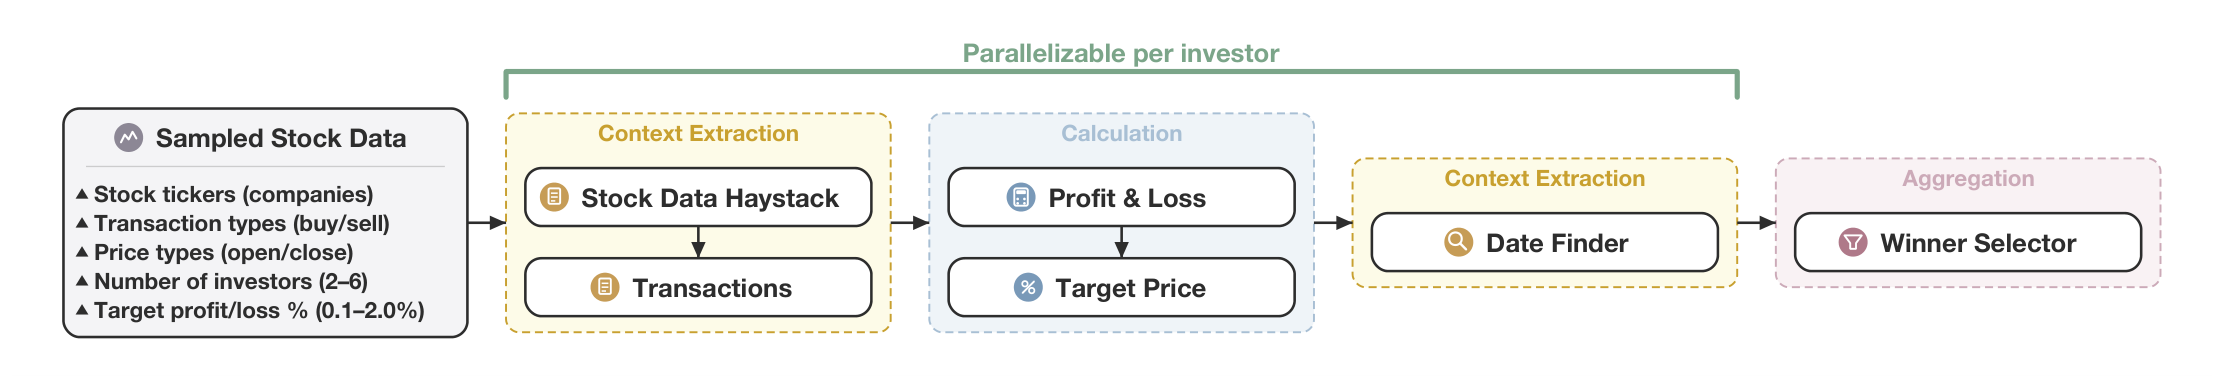 Parallelizable per investor
Sampled Stock Data
▲ Stock tickers (companies)
▲ Transaction types (buy/sell)
▲ Price types (open/close)
▲ Number of investors (2–6)
▲ Target profit/loss % (0.1–2.0%)
Context Extraction
Stock Data Haystack
Transactions
Calculation
Profit & Loss
% Target Price
Context Extraction
Date Finder
Aggregation
Winner Selector